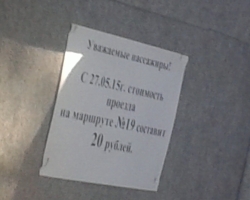 Уважаемые пассажиры!
С 27.05.15г. стоимость
проезда
на маршруте №19 составит
20 рублей.